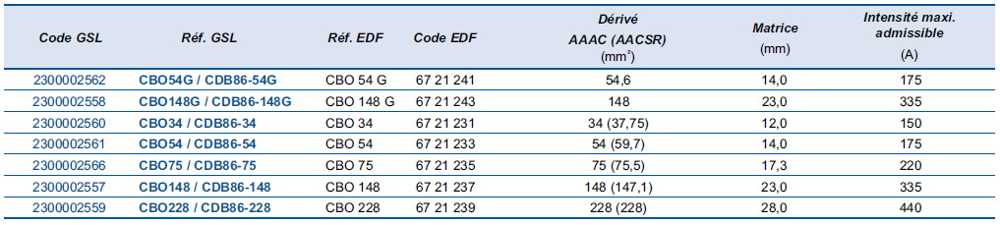 Code GSL Réf. GSL Réf. EDF Code EDF Dérivé AAAC (AACSR) (mm²) Matrice (mm) Intensité maxi. admissible (A)
2300002562 CBO54G / CDB86-54G CBO 54 G 67 21 241 54,6 14,0 175
2300002558 CBO148G / CDB86-148G CBO 148 G 67 21 243 148 23,0 335
2300002560 CBO34 / CDB86-34 CBO 34 67 21 231 34 (37,75) 12,0 150
2300002561 CBO54 / CDB86-54 CBO 54 67 21 233 54 (59,7) 14,0 175
2300002566 CBO75 / CDB86-75 CBO 75 67 21 235 75 (75,5) 17,3 220
2300002557 CBO148 / CDB86-148 CBO 148 67 21 237 148 (147,1) 23,0 335
2300002559 CBO228 / CDB86-228 CBO 228 67 21 239 228 (228) 28,0 440